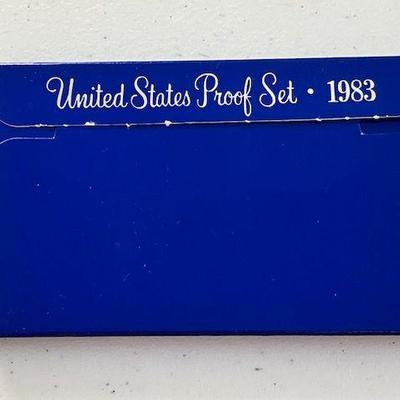 United States Proof Set • 1983